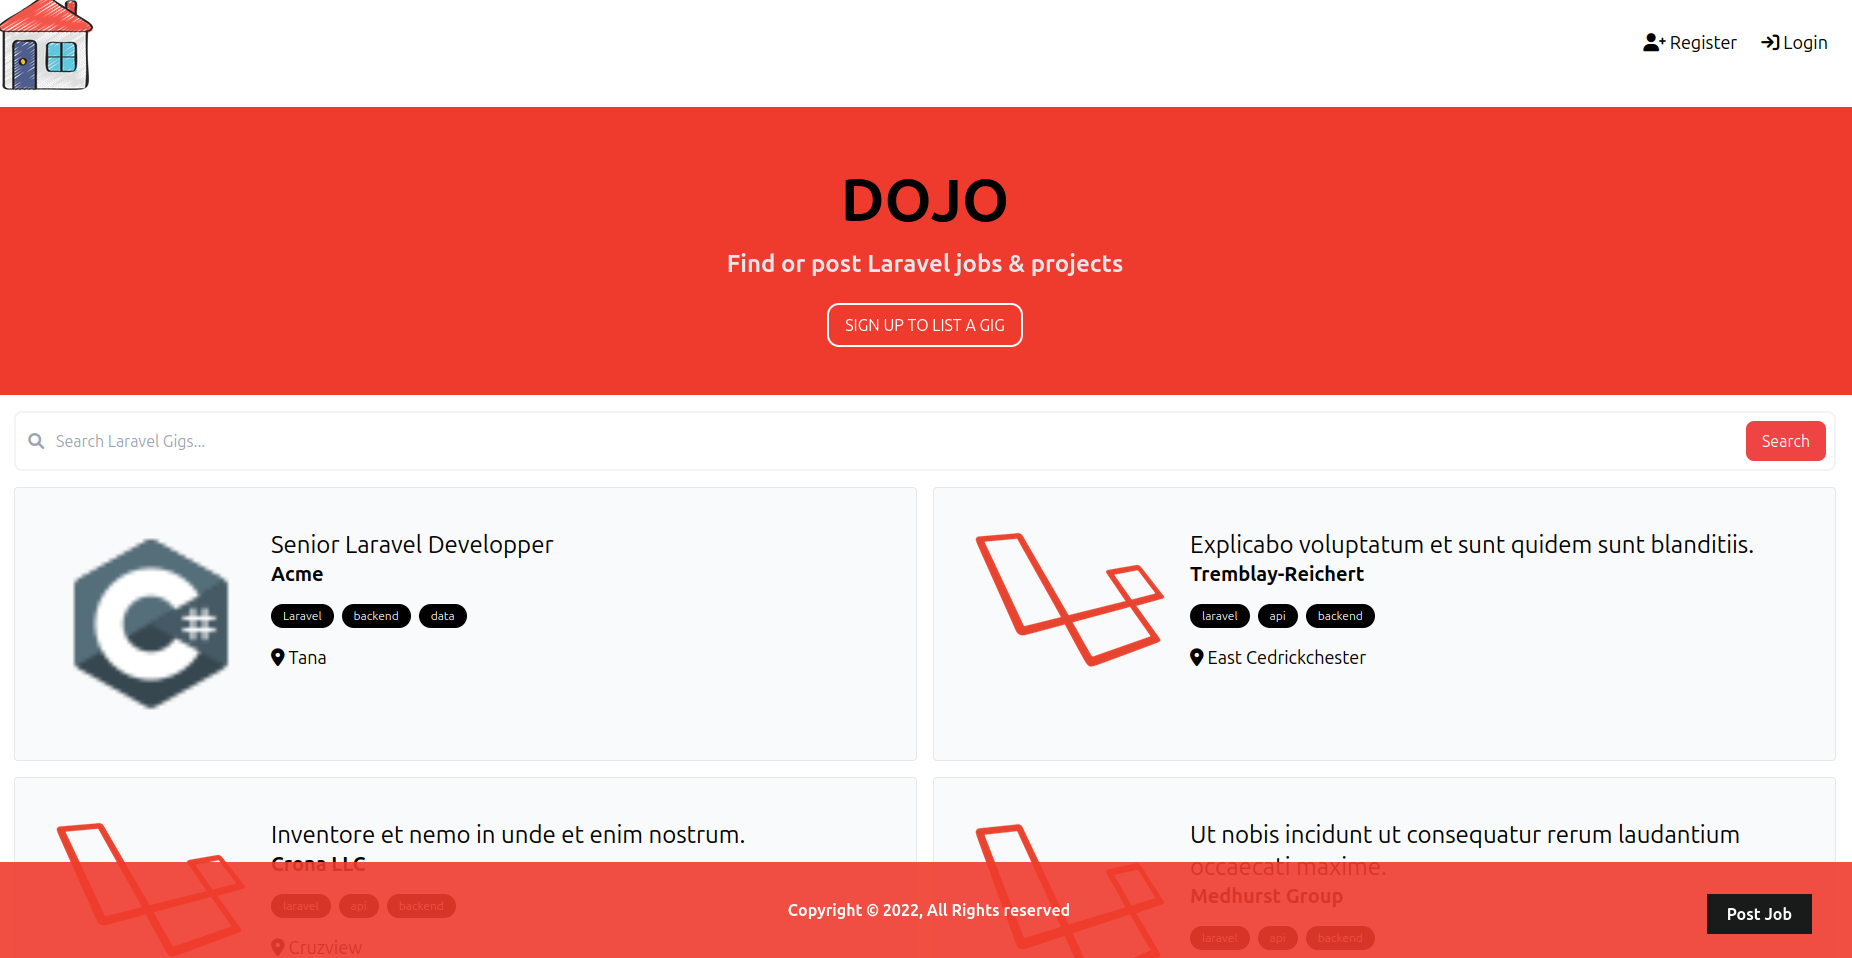 Register Login
DOJO
Find or post Laravel jobs & projects
SIGN UP TO LIST A GIG
Search Laravel Gigs...
Search
Senior Laravel Developper
Acme
Laravel backend data
Tana
Explicabo voluptatum et sunt quidem sunt blanditiis.
Tremblay-Reichert
laravel api backend
East Cedrickchester
Inventore et nemo in unde et enim nostrum.
Crona LLC
laravel api backend
Cruzview
Ut nobis incidunt ut consequatur rerum laudantium
occaecati maxime.
Medhurst Group
laravel api backend
Copyright © 2022, All Rights reserved
Post Job